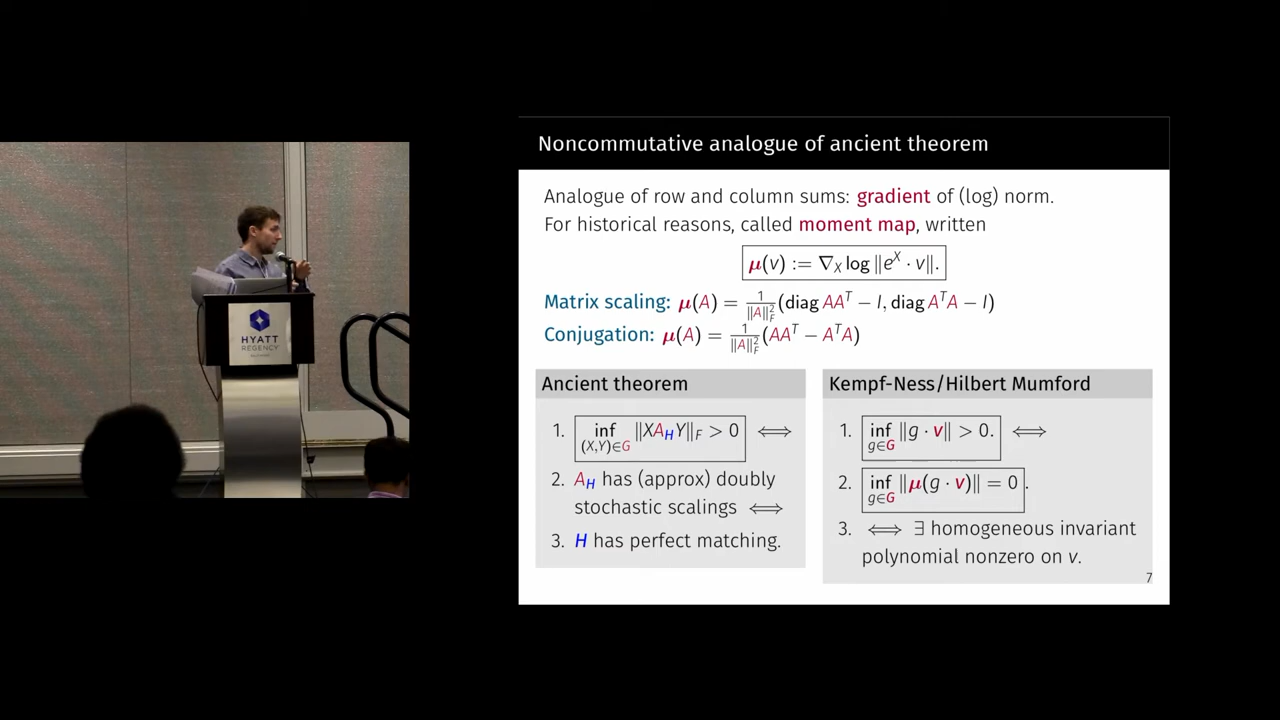 Noncommutative analogue of ancient theorem
Analogue of row and column sums: gradient of (log) norm.
For historical reasons, called moment map, written
μ(v) := ∇_X log ‖e^X · v‖.
Matrix scaling: μ(A) = 1/‖A‖_F^2 (diag AA^T − I, diag A^T A − I)
Conjugation: μ(A) = 1/‖A‖_F^2 (AA^T − A^T A)
Ancient theorem
1. inf_{(X,Y)∈G} ‖XA_HY‖_F > 0 ⟺
2. A_H has (approx) doubly
stochastic scalings ⟺
3. H has perfect matching.
Kempf-Ness/Hilbert Mumford
1. inf_{g∈G} ‖g · v‖ > 0. ⟺
2. inf_{g∈G} ‖μ(g · v)‖ = 0 .
3. ⟺ ∃ homogeneous invariant
polynomial nonzero on v.
7
HYATT
REGENCY